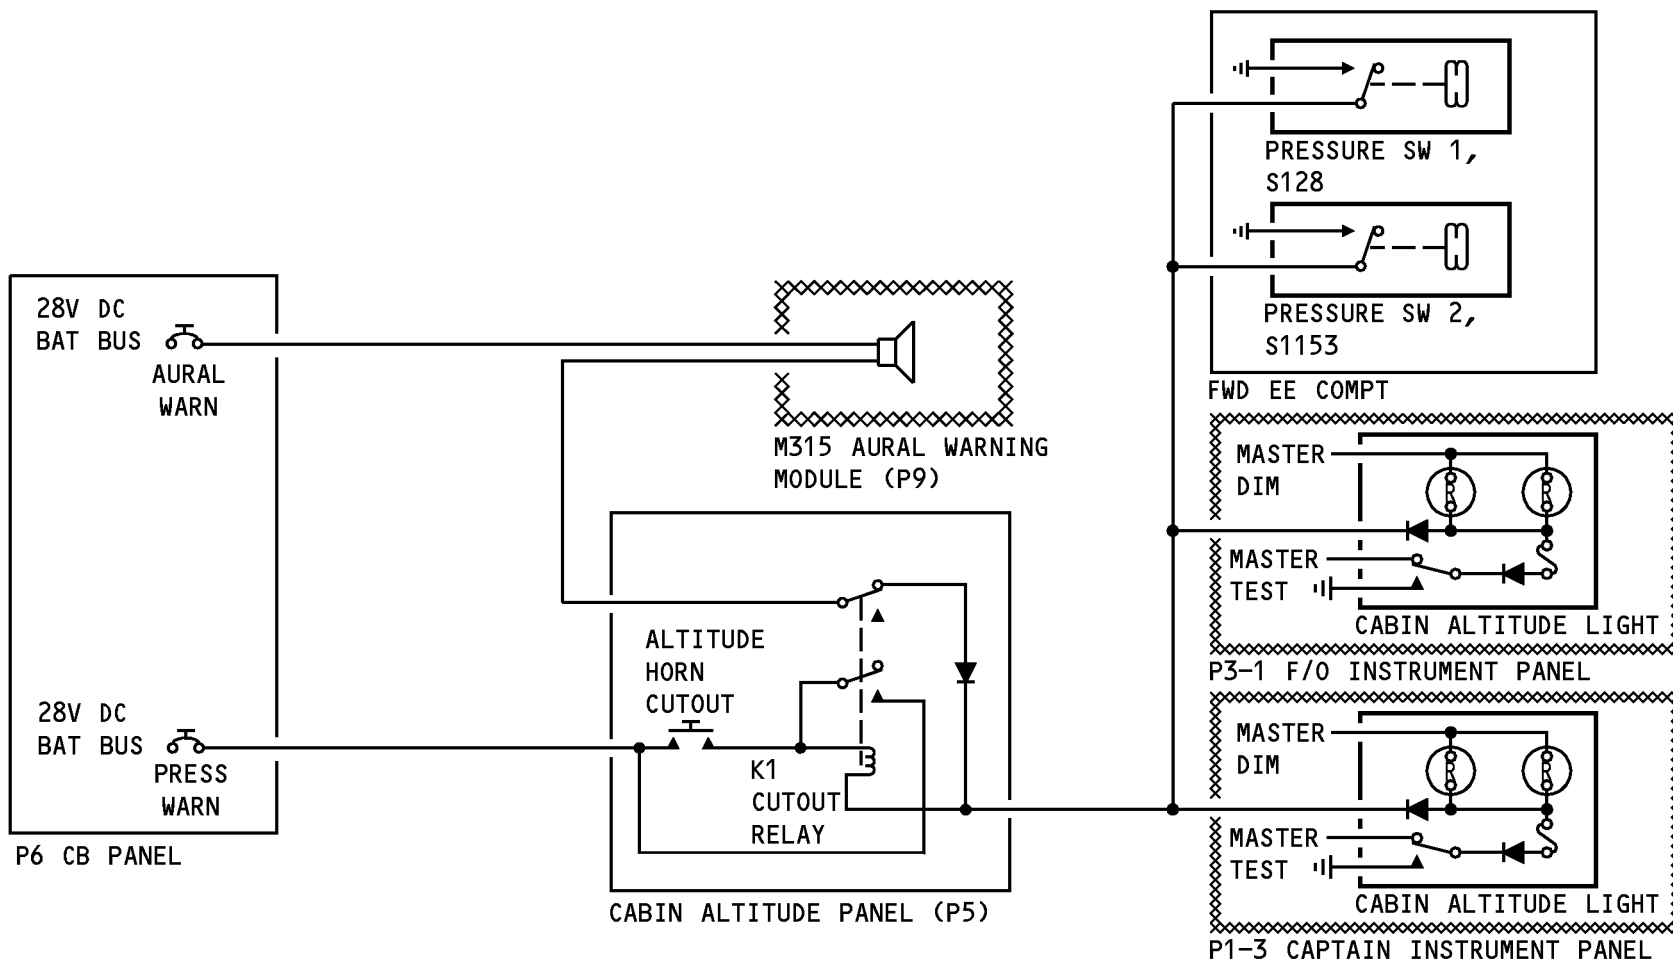 28V DC
BAT BUS
AURAL
WARN
28V DC
BAT BUS
PRESS
WARN
P6 CB PANEL
M315 AURAL WARNING
MODULE (P9)
ALTITUDE
HORN
CUTOUT
K1
CUTOUT
RELAY
CABIN ALTITUDE PANEL (P5)
PRESSURE SW 1,
S128
PRESSURE SW 2,
S1153
FWD EE COMPT
MASTER
DIM
MASTER
TEST
CABIN ALTITUDE LIGHT
P3-1 F/O INSTRUMENT PANEL
MASTER
DIM
MASTER
TEST
CABIN ALTITUDE LIGHT
P1-3 CAPTAIN INSTRUMENT PANEL